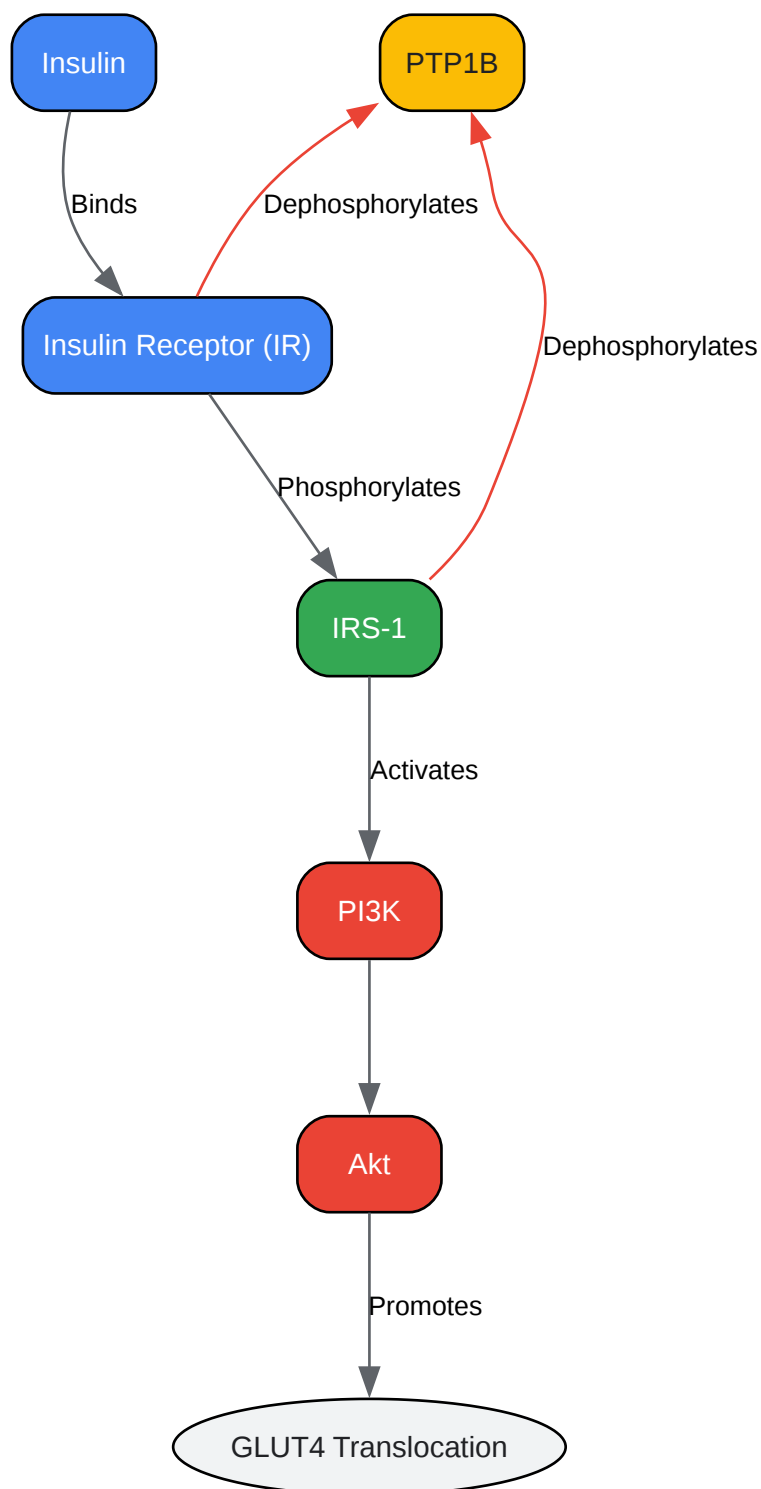 Insulin
PTP1B
Binds
Dephosphorylates
Insulin Receptor (IR)
Dephosphorylates
Phosphorylates
IRS-1
Activates
PI3K
Akt
Promotes
GLUT4 Translocation